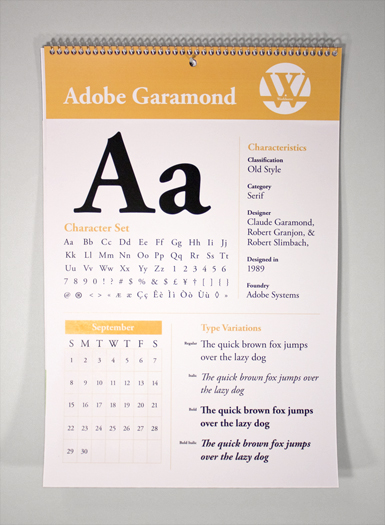 Adobe Garamond
W
Aa
Character Set
Aa Bb Cc Dd Ee Ff Gg Hh Ii Jj
Kk Ll Mm Nn Oo Pp Qq Rr Ss Tt
Uu Vv Ww Xx Yy Zz 1 2 3 4 5 6
7 8 9 0 ! ? # $ % & £ ¥ † [ ] { }
@ ® < > « æ Çç Êê Ìì Öö Ùù ◊ »
Characteristics
Classification
Old Style
Category
Serif
Designer
Claude Garamond,
Robert Granjon, &
Robert Slimbach,
Designed in
1989
Foundry
Adobe Systems
September
S M T W T F S
1 2 3 4 5 6 7
8 9 10 11 12 13 14
15 16 17 18 19 20 21
22 23 24 25 26 27 28
29 30
Type Variations
Regular
The quick brown fox jumps
over the lazy dog
Italic
The quick brown fox jumps over
the lazy dog
Bold
The quick brown fox jumps
over the lazy dog
Bold Italic
The quick brown fox jumps
over the lazy dog